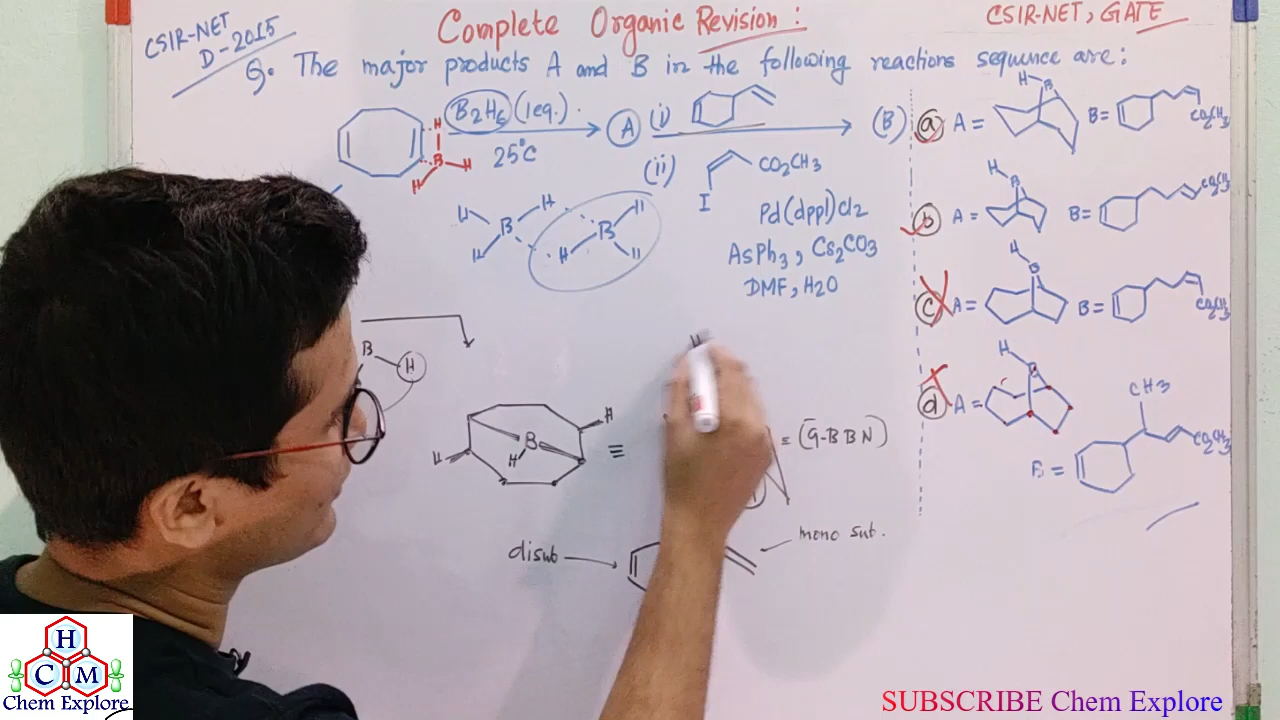 Complete Organic Revision :
CSIR-NET, GATE
CSIR-NET
D-2015
Q. The major products A and B in the following reactions sequence are:
B2H6 (1eq.)
25°C
A
(i)
(B)
(ii)
CO2CH3
I
Pd(dppl)Cl2
AsPh3, Cs2CO3
DMF, H2O
H
B H
H
H H H
B B
H H H
a A = H B B = CO2CH3
b A = H B B = CO2CH3
c A = H B B = CO2CH3
d A = H
CH3
CO2CH3
B =
B H
H
B
H
H
≡
≡ (9-BBN)
H
disub
mono sub.
H
C M
Chem Explore
SUBSCRIBE Chem Explore